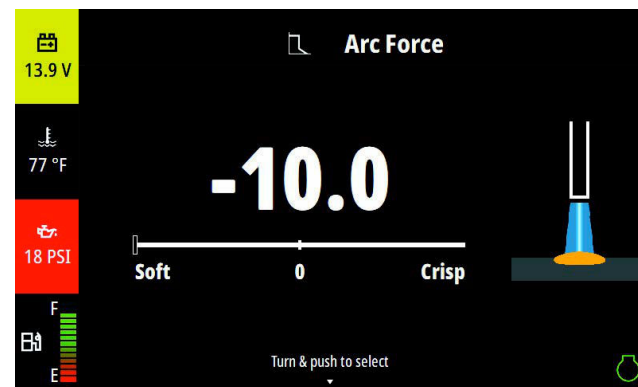 Arc Force
13.9 V
77 °F
-10.0
18 PSI
Soft 0 Crisp
F
E
Turn & push to select